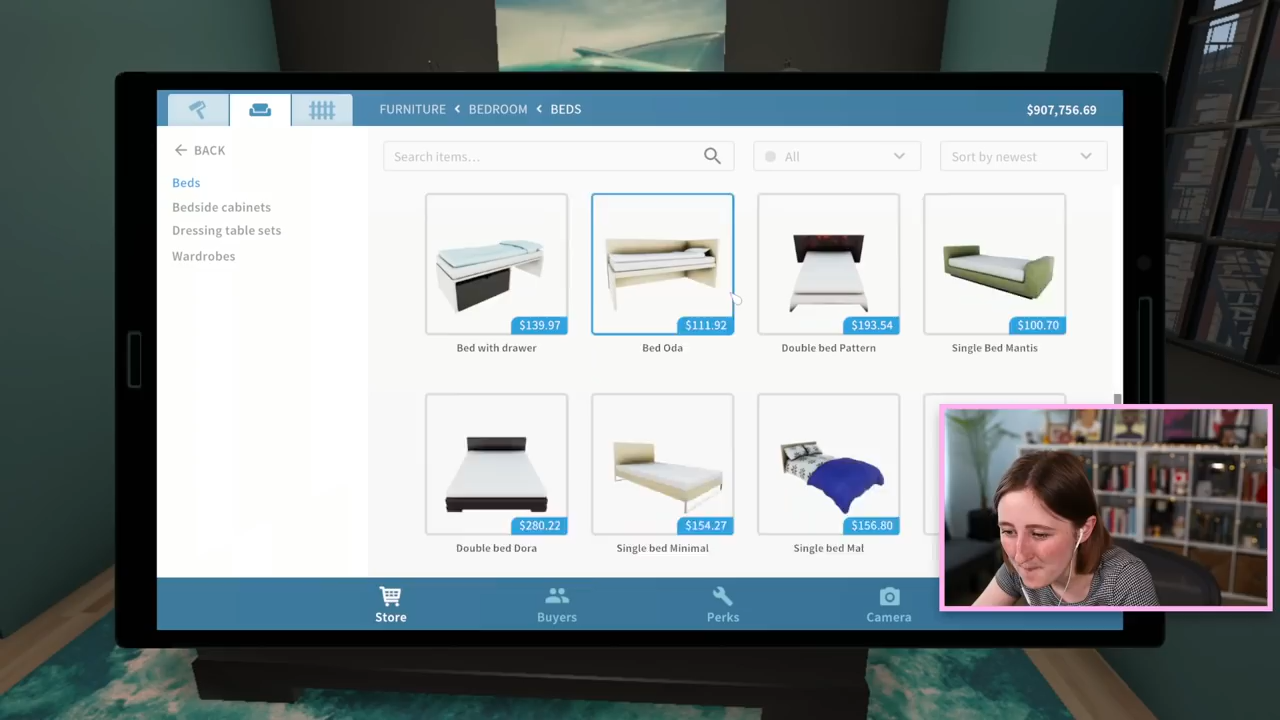 FURNITURE < BEDROOM < BEDS
$907,756.69
BACK
Beds
Bedside cabinets
Dressing table sets
Wardrobes
Search items...
All
Sort by newest
$139.97
$111.92
$193.54
$100.70
Bed with drawer
Bed Oda
Double bed Pattern
Single Bed Mantis
$280.22
$154.27
$156.80
Double bed Dora
Single bed Minimal
Single bed Mal
Store
Buyers
Perks
Camera